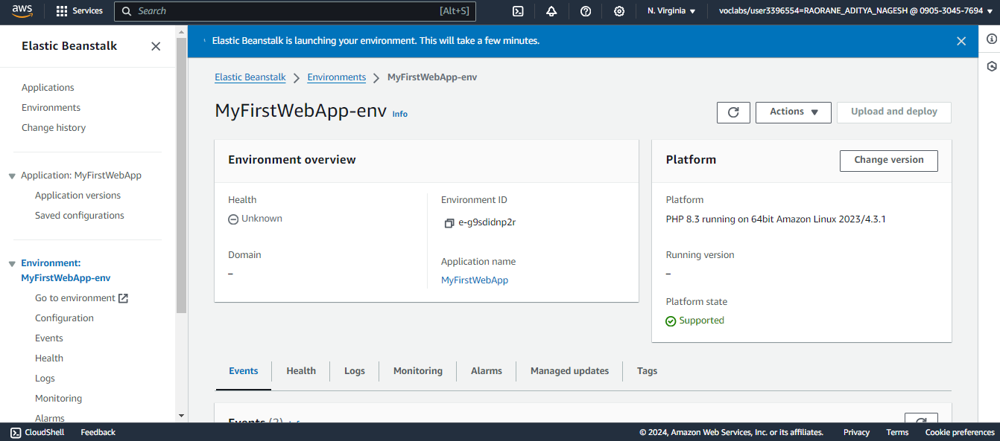 aws
Services
Search [Alt+S]
N. Virginia
voclabs/user3396554=RAORANE_ADITYA_NAGESH @ 0905-3045-7694
Elastic Beanstalk
Applications
Environments
Change history
Application: MyFirstWebApp
Application versions
Saved configurations
Environment:
MyFirstWebApp-env
Go to environment
Configuration
Events
Health
Logs
Monitoring
Alarms
Elastic Beanstalk is launching your environment. This will take a few minutes.
Elastic Beanstalk > Environments > MyFirstWebApp-env
MyFirstWebApp-env Info
Actions
Upload and deploy
Environment overview
Health
Unknown
Domain
–
Environment ID
e-g9sdidnp2r
Application name
MyFirstWebApp
Platform
Change version
Platform
PHP 8.3 running on 64bit Amazon Linux 2023/4.3.1
Running version
–
Platform state
Supported
Events Health Logs Monitoring Alarms Managed updates Tags
Events
CloudShell Feedback
© 2024, Amazon Web Services, Inc. or its affiliates. Privacy Terms Cookie preferences